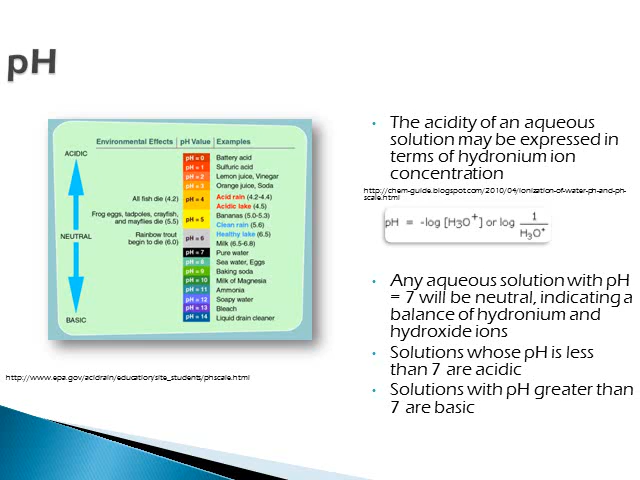 pH
Environmental Effects pH Value Examples
ACIDIC
pH = 0 Battery acid
pH = 1 Sulfuric acid
pH = 2 Lemon juice, Vinegar
pH = 3 Orange juice, Soda
All fish die (4.2) pH = 4 Acid rain (4.2-4.4)
Acidic lake (4.5)
Frog eggs, tadpoles, crayfish, and mayflies die (5.5) pH = 5 Bananas (5.0-5.3)
Clean rain (5.6)
NEUTRAL
Rainbow trout begin to die (6.0) pH = 6 Healthy lake (6.5)
Milk (6.5-6.8)
pH = 7 Pure water
pH = 8 Sea water, Eggs
pH = 9 Baking soda
pH = 10 Milk of Magnesia
pH = 11 Ammonia
pH = 12 Soapy water
pH = 13 Bleach
pH = 14 Liquid drain cleaner
BASIC
http://www.epa.gov/acidrain/education/site_students/phscale.html
• The acidity of an aqueous
solution may be expressed in
terms of hydronium ion
concentration
http://chem-guide.blogspot.com/2010/04/ionization-of-water-ph-and-ph-
scale.html
pH = -log [H3O+] or log 1
H3O+
• Any aqueous solution with pH
= 7 will be neutral, indicating a
balance of hydronium and
hydroxide ions
• Solutions whose pH is less
than 7 are acidic
• Solutions with pH greater than
7 are basic